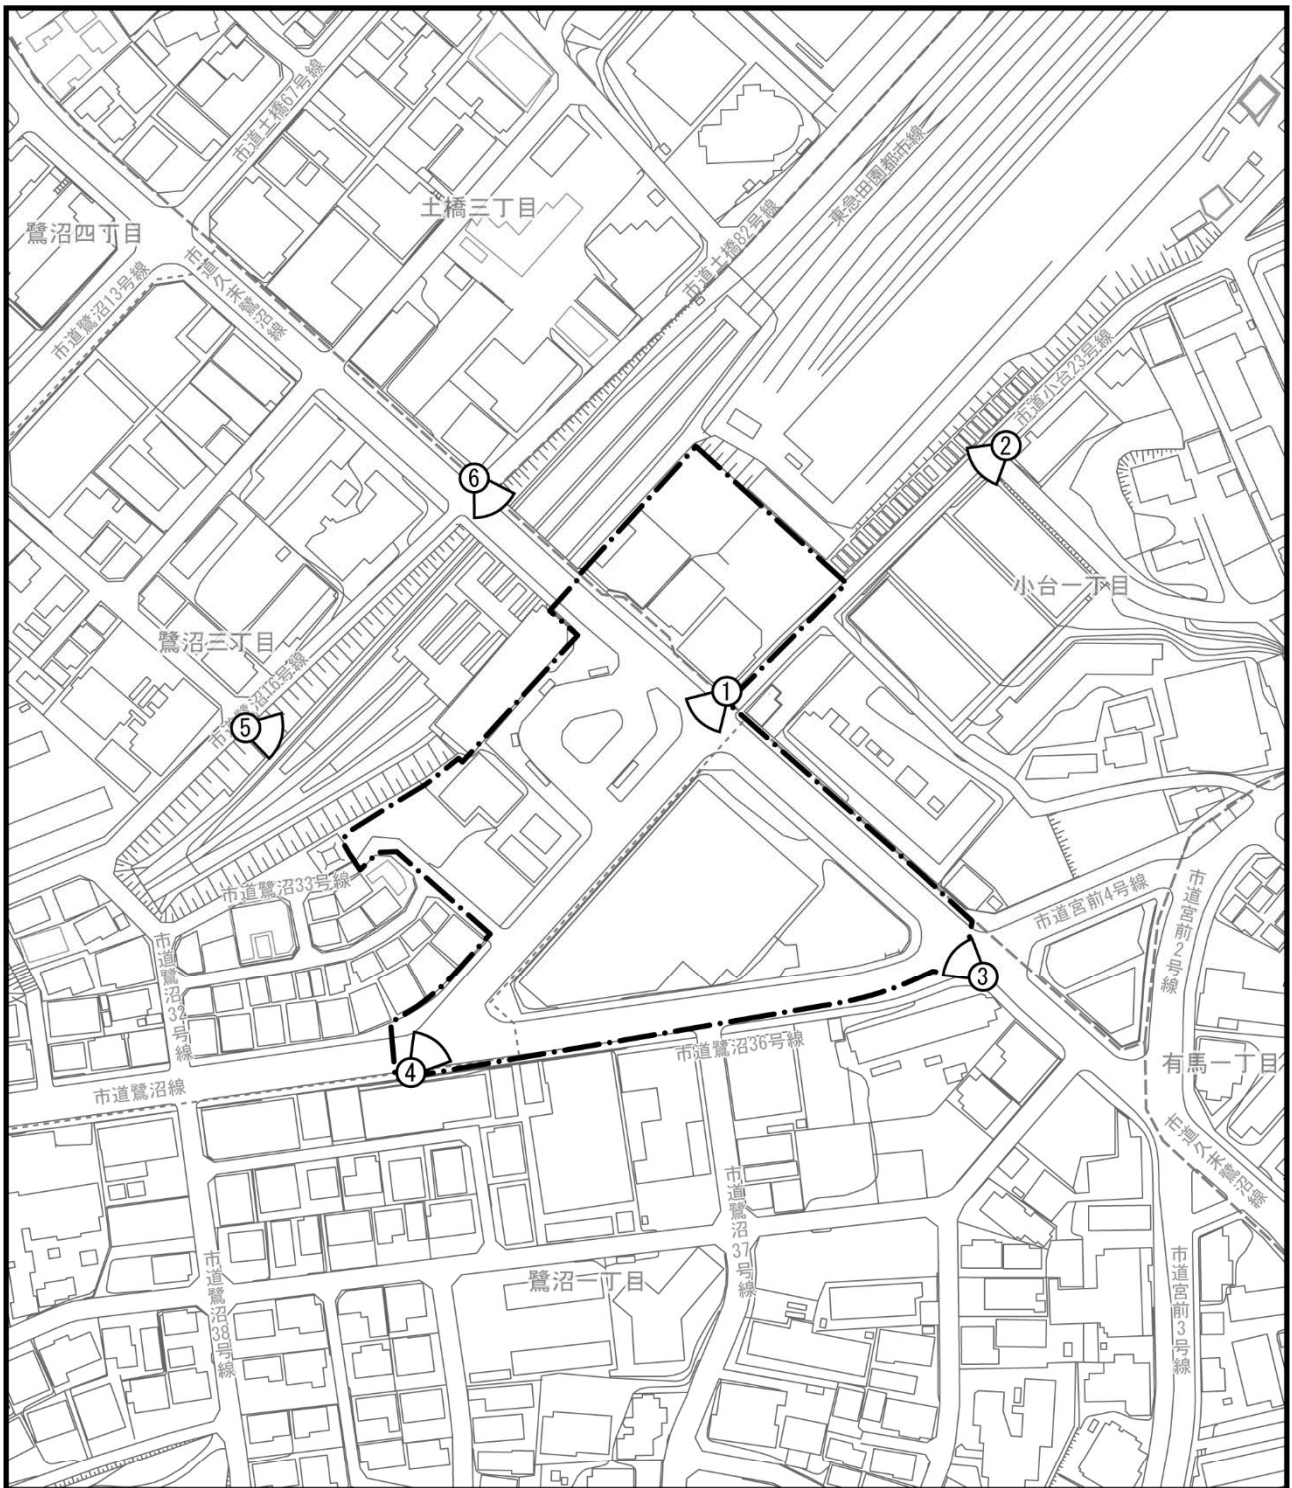 市道土橋67号線
土橋三丁目
東急田園都市線
鷺沼四丁目
市道久末鷺沼線
市道土橋82号線
市道鷺沼13号線
市道小台23号線
②
⑥
小台一丁目
鷺沼三丁目
①
市道鷺沼16号線
⑤
市道鷺沼33号線
市道宮前4号線
市道宮前2号線
市道鷺沼32号線
③
市道鷺沼36号線
④
市道鷺沼線
有馬一丁目
市道久末鷺沼線
市道鷺沼37号線
市道鷺沼38号線
鷺沼一丁目
市道宮前3号線